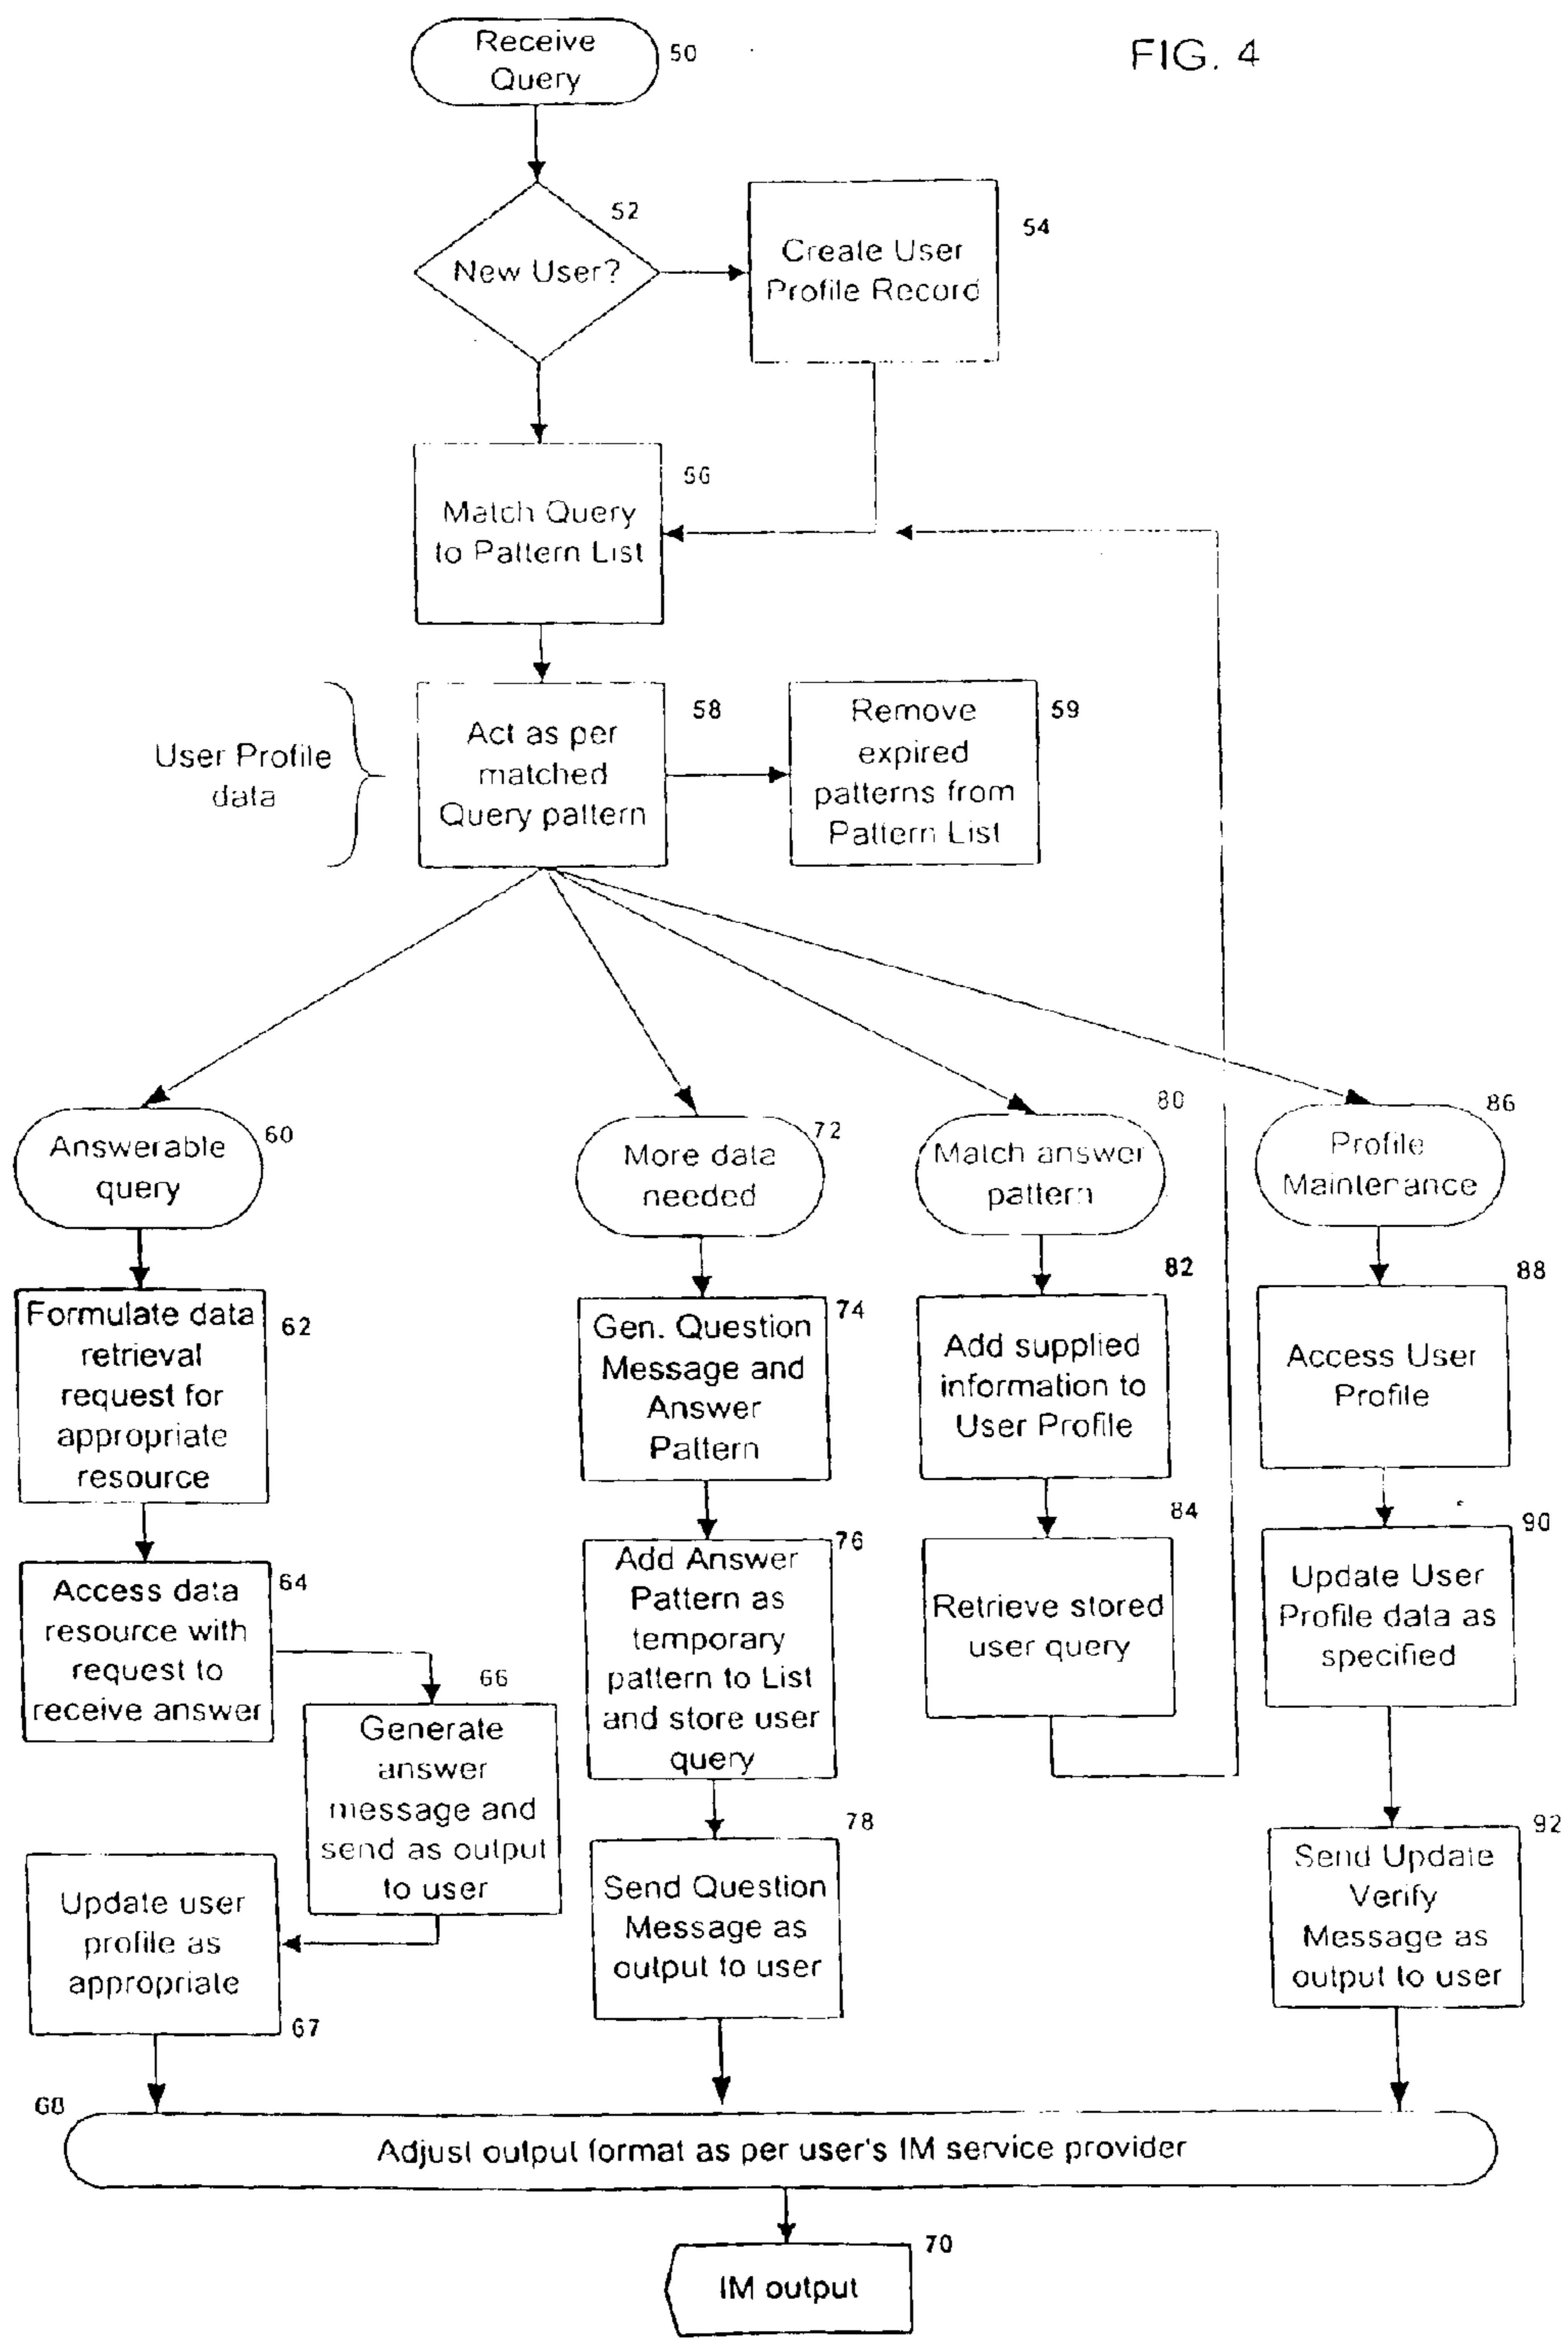 FIG. 4
Receive
Query
50
New User?
52
Create User
Profile Record
54
Match Query
to Pattern List
56
User Profile
data
Act as per
matched
Query pattern
58
Remove
expired
patterns from
Pattern List
59
Answerable
query
60
Formulate data
retrieval
request for
appropriate
resource
62
Access data
resource with
request to
receive answer
64
Generate
answer
message and
send as output
to user
66
Update user
profile as
appropriate
67
More data
needed
72
Gen. Question
Message and
Answer
Pattern
74
Add Answer
Pattern as
temporary
pattern to List
and store user
query
76
Send Question
Message as
output to user
78
Match answer
pattern
80
Add supplied
information to
User Profile
82
Retrieve stored
user query
84
Profile
Maintenance
86
Access User
Profile
88
Update User
Profile data as
specified
90
Send Update
Verify
Message as
output to user
92
68
Adjust output format as per user's IM service provider
IM output
70